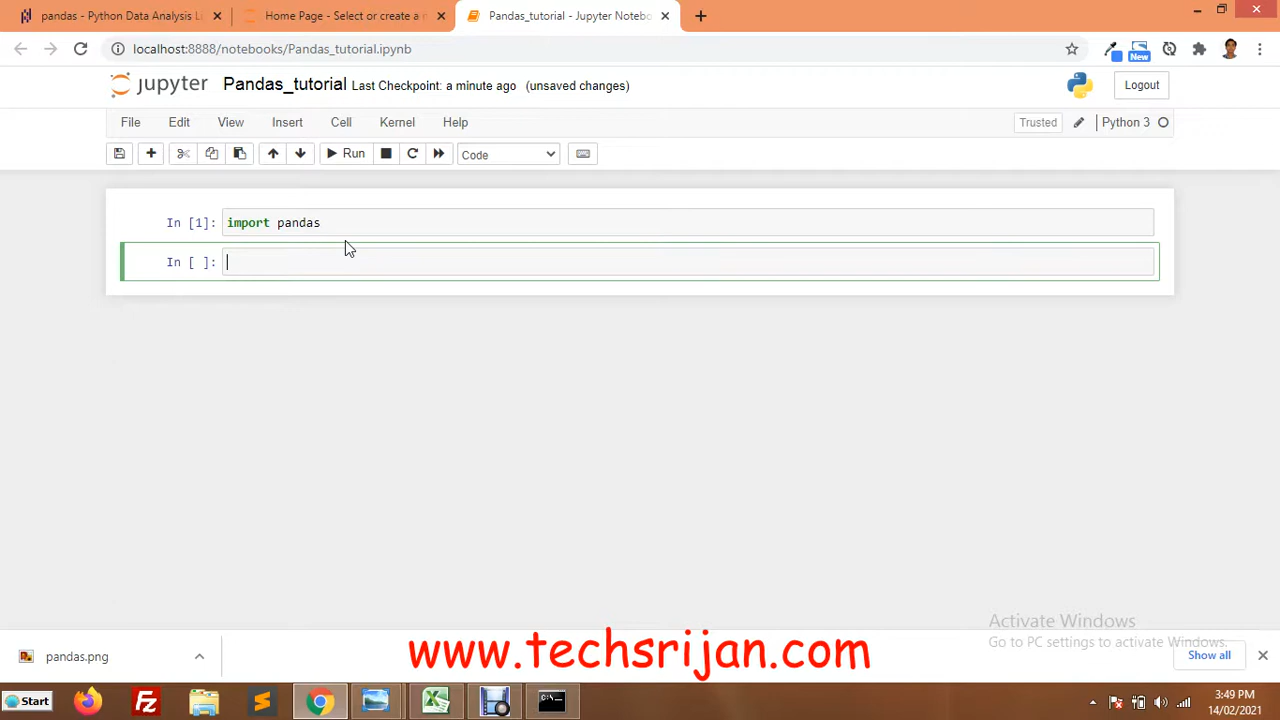 pandas - Python Data Analysis Li
Home Page - Select or create a n
Pandas_tutorial - Jupyter Notebo
localhost:8888/notebooks/Pandas_tutorial.ipynb
New
jupyter Pandas_tutorial Last Checkpoint: a minute ago (unsaved changes)
Logout
File Edit View Insert Cell Kernel Help
Trusted
Python 3
Run
Code
In [1]: import pandas
In [ ]:
Activate Windows
Go to PC settings to activate Windows.
pandas.png
www.techsrijan.com
Show all
Start
3:49 PM
14/02/2021